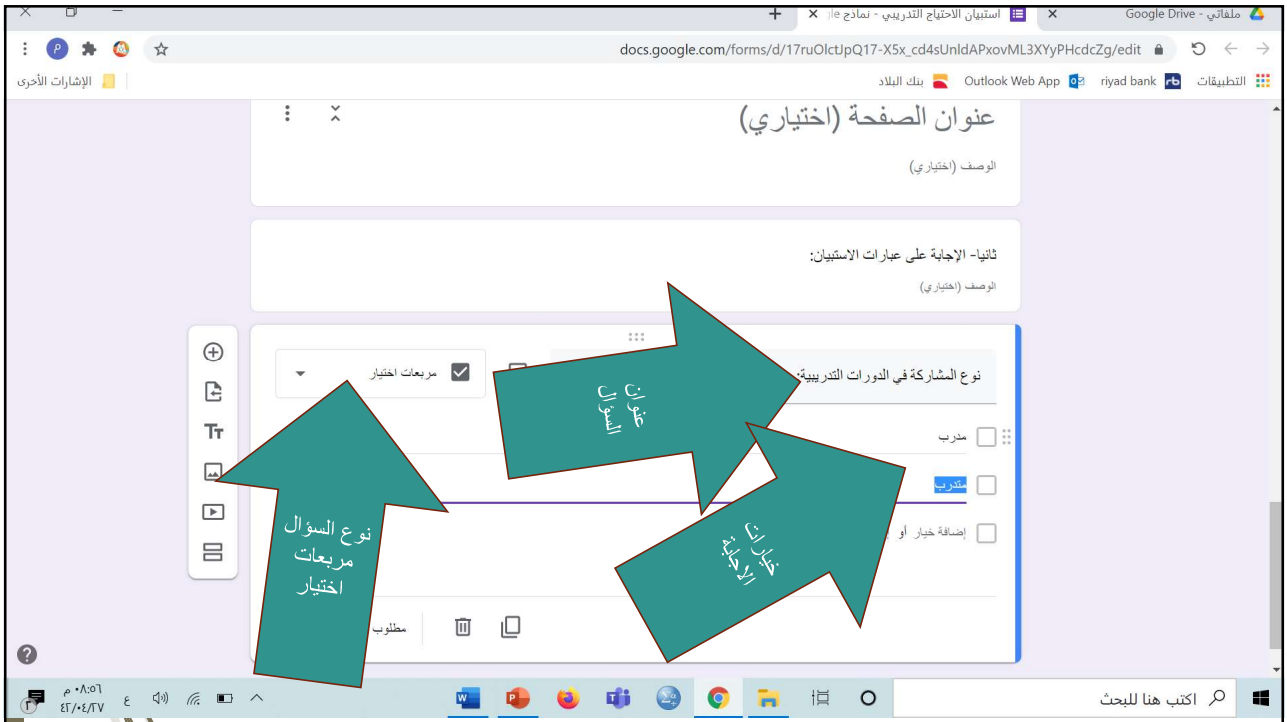 ملفاتي - Google Drive
استبيان الاحتياج التدريبي - نماذج
docs.google.com/forms/d/17ruOlctJpQ17-X5x_cd4sUnldAPxovML3XYyPHcdcZg/edit
التطبيقات
riyad bank
Outlook Web App
بنك البلاد
الإشارات الأخرى
عنوان الصفحة (اختياري)
الوصف (اختياري)
ثانيا- الإجابة على عبارات الاستبيان:
الوصف (اختياري)
نوع المشاركة في الدورات التدريبية:
مربعات اختيار
مدرب
متدرب
إضافة خيار أو
مطلوب
عنوان
السؤال
خيارات
الاجابة
نوع السؤال
مربعات
اختيار
اكتب هنا للبحث
ع
٠٨:٥٦ م
٤٢/٠٤/٢٧